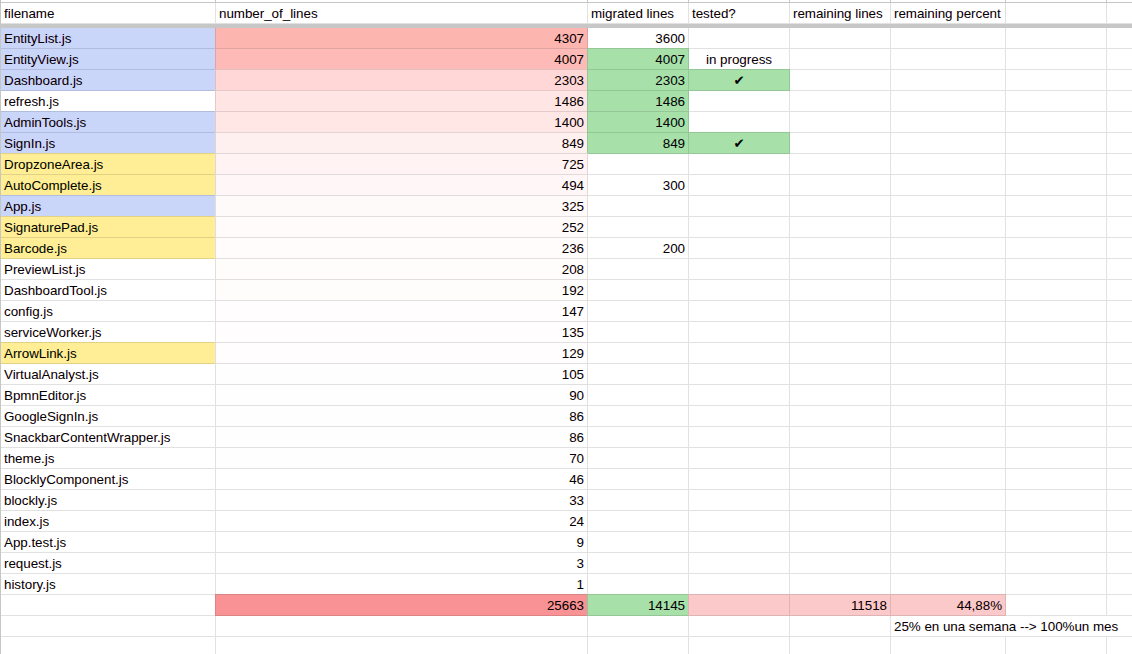 filename number_of_lines migrated lines tested? remaining lines remaining percent
EntityList.js 4307 3600
EntityView.js 4007 4007 in progress
Dashboard.js 2303 2303 ✔
refresh.js 1486 1486
AdminTools.js 1400 1400
SignIn.js 849 849 ✔
DropzoneArea.js 725
AutoComplete.js 494 300
App.js 325
SignaturePad.js 252
Barcode.js 236 200
PreviewList.js 208
DashboardTool.js 192
config.js 147
serviceWorker.js 135
ArrowLink.js 129
VirtualAnalyst.js 105
BpmnEditor.js 90
GoogleSignIn.js 86
SnackbarContentWrapper.js 86
theme.js 70
BlocklyComponent.js 46
blockly.js 33
index.js 24
App.test.js 9
request.js 3
history.js 1
25663 14145 11518 44,88%
25% en una semana --> 100%un mes